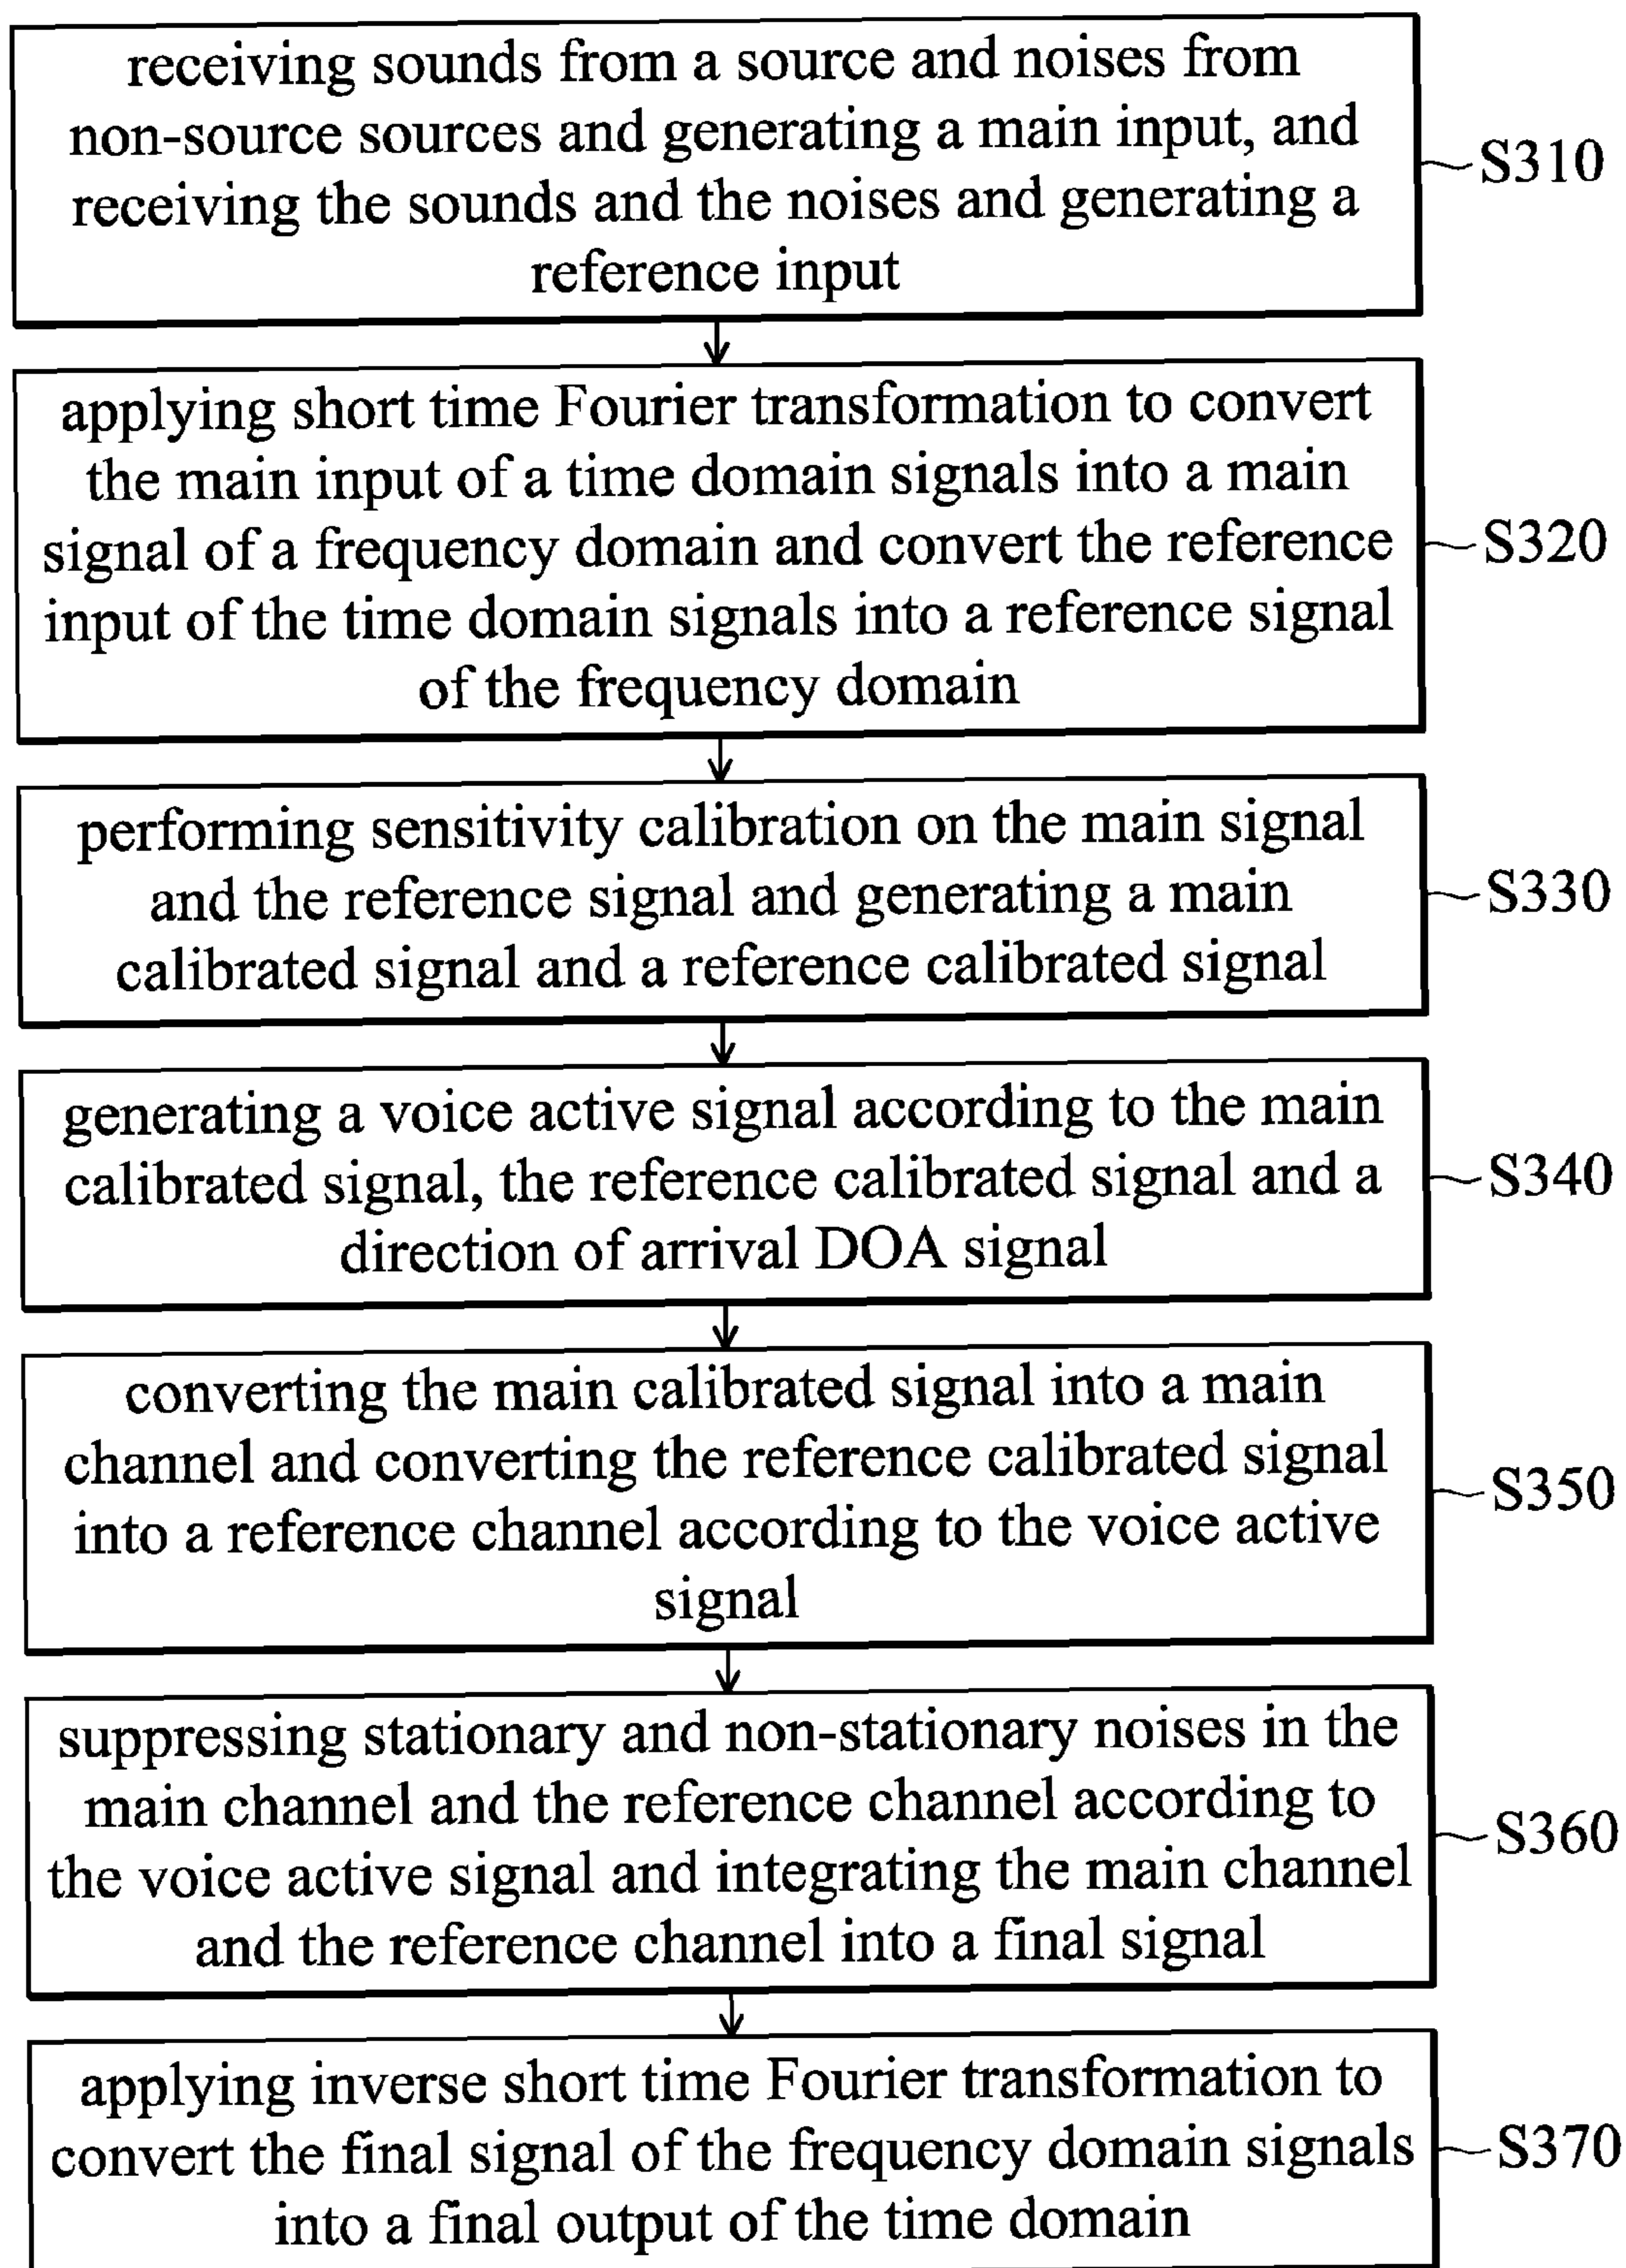 receiving sounds from a source and noises from
non-source sources and generating a main input, and
receiving the sounds and the noises and generating a
reference input
S310
applying short time Fourier transformation to convert
the main input of a time domain signals into a main
signal of a frequency domain and convert the reference
input of the time domain signals into a reference signal
of the frequency domain
S320
performing sensitivity calibration on the main signal
and the reference signal and generating a main
calibrated signal and a reference calibrated signal
S330
generating a voice active signal according to the main
calibrated signal, the reference calibrated signal and a
direction of arrival DOA signal
S340
converting the main calibrated signal into a main
channel and converting the reference calibrated signal
into a reference channel according to the voice active
signal
S350
suppressing stationary and non-stationary noises in the
main channel and the reference channel according to
the voice active signal and integrating the main channel
and the reference channel into a final signal
S360
applying inverse short time Fourier transformation to
convert the final signal of the frequency domain signals
into a final output of the time domain
S370